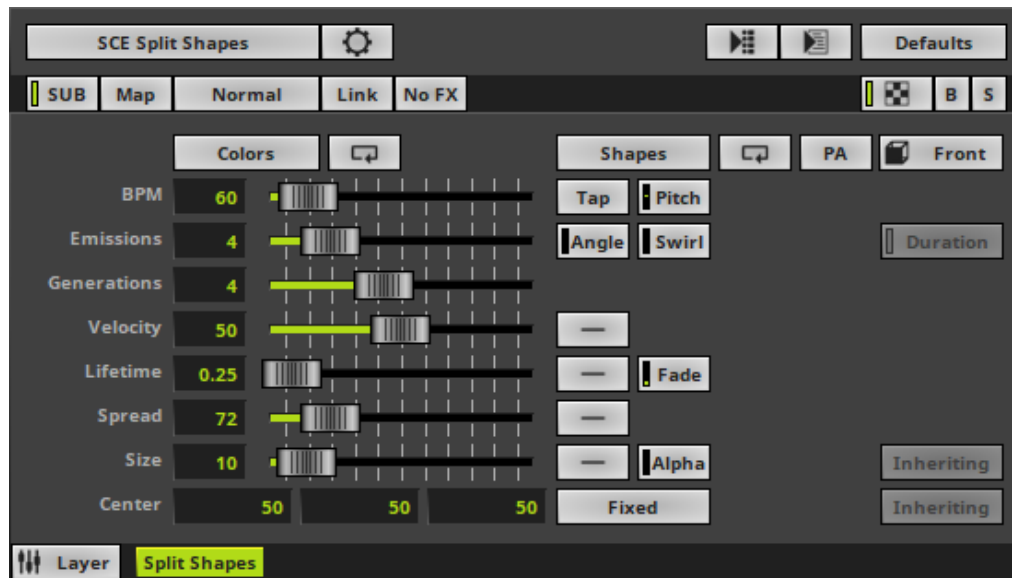 SCE Split Shapes Defaults
SUB Map Normal Link No FX B S
Colors Shapes PA Front
BPM 60 Tap Pitch
Emissions 4 Angle Swirl Duration
Generations 4
Velocity 50 —
Lifetime 0.25 — Fade
Spread 72 —
Size 10 — Alpha Inheriting
Center 50 50 50 Fixed Inheriting
Layer Split Shapes